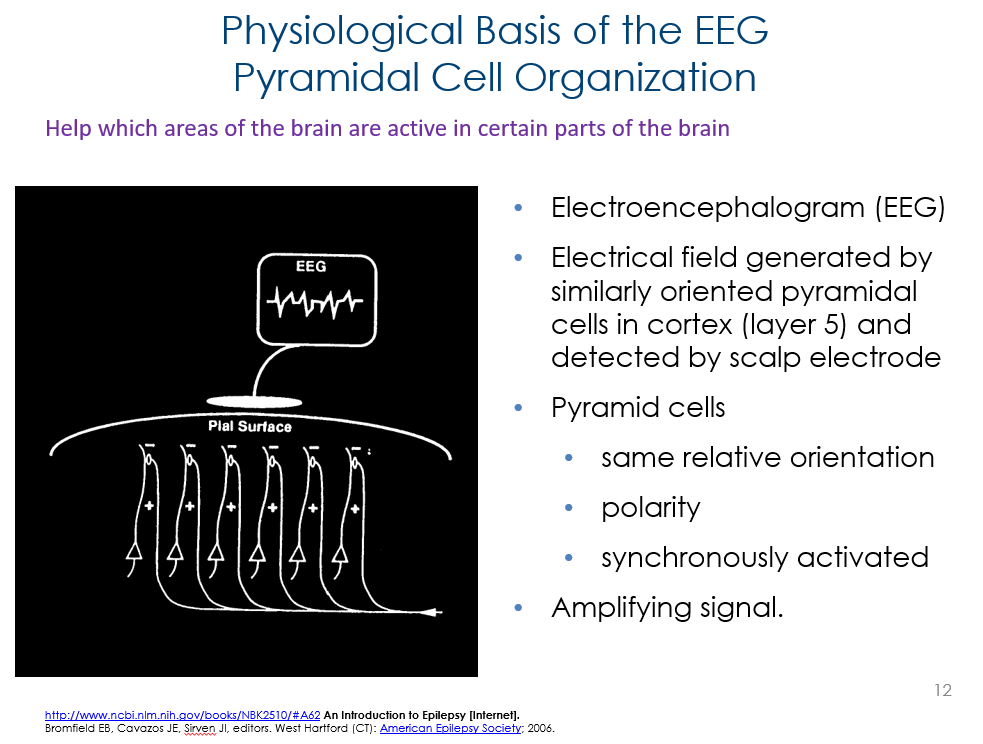 Physiological Basis of the EEG
Pyramidal Cell Organization
Help which areas of the brain are active in certain parts of the brain
EEG
Pial Surface
− − − − − −
+ + + + + +
• Electroencephalogram (EEG)
• Electrical field generated by
similarly oriented pyramidal
cells in cortex (layer 5) and
detected by scalp electrode
• Pyramid cells
• same relative orientation
• polarity
• synchronously activated
• Amplifying signal.
12
http://www.ncbi.nlm.nih.gov/books/NBK2510/#A62 An Introduction to Epilepsy [Internet].
Bromfield EB, Cavazos JE, Sirven JI, editors. West Hartford (CT): American Epilepsy Society; 2006.